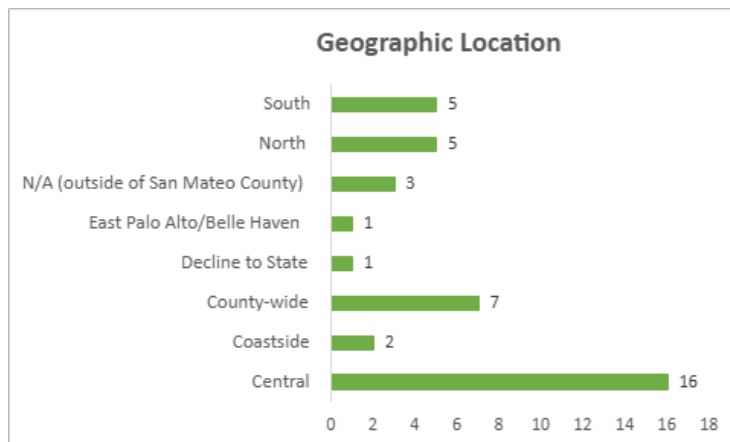 Geographic Location
South 5
North 5
N/A (outside of San Mateo County) 3
East Palo Alto/Belle Haven 1
Decline to State 1
County-wide 7
Coastside 2
Central 16
0 2 4 6 8 10 12 14 16 18